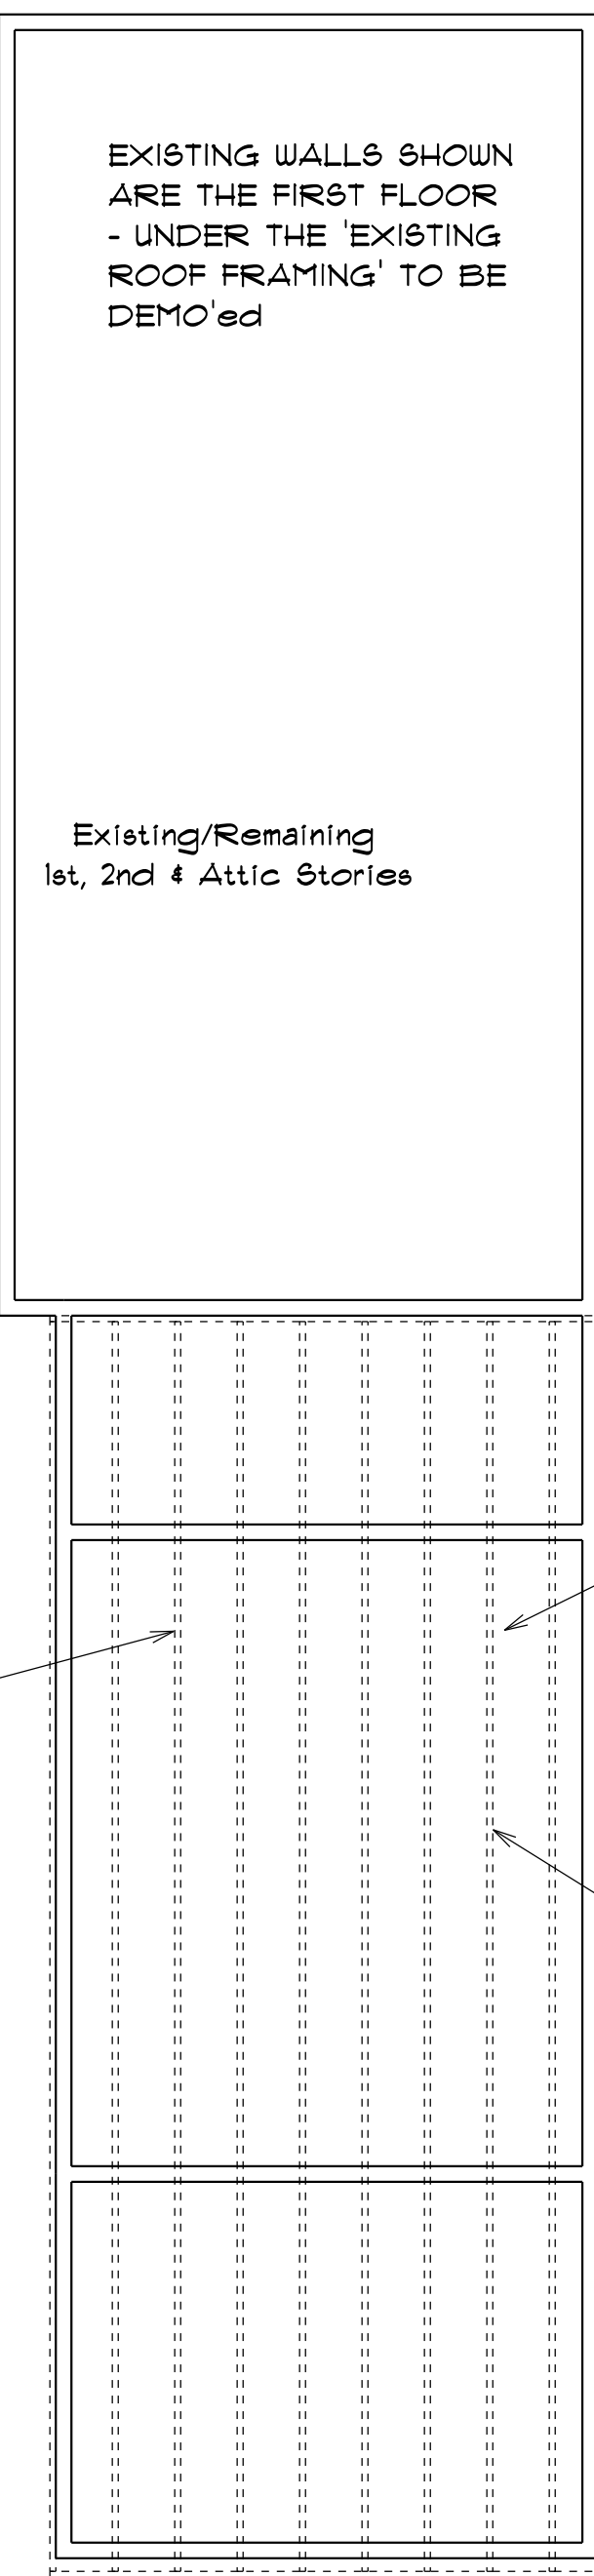 EXISTING WALLS SHOWN
ARE THE FIRST FLOOR
- UNDER THE 'EXISTING
ROOF FRAMING' TO BE
DEMO'ed
Existing/Remaining
1st, 2nd & Attic Stories